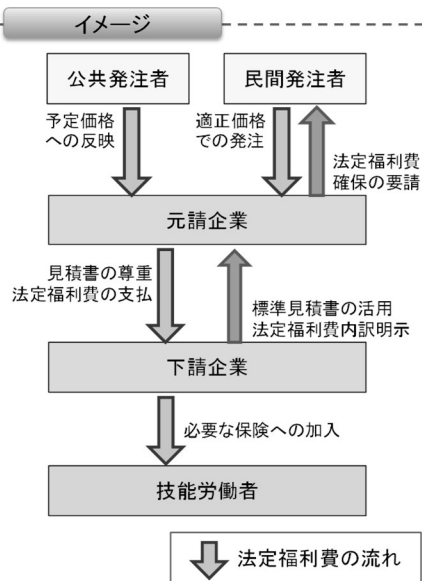 イメージ
公共発注者
民間発注者
予定価格
への反映
適正価格
での発注
法定福利費
確保の要請
元請企業
見積書の尊重
法定福利費の支払
標準見積書の活用
法定福利費内訳明示
下請企業
必要な保険への加入
技能労働者
法定福利費の流れ